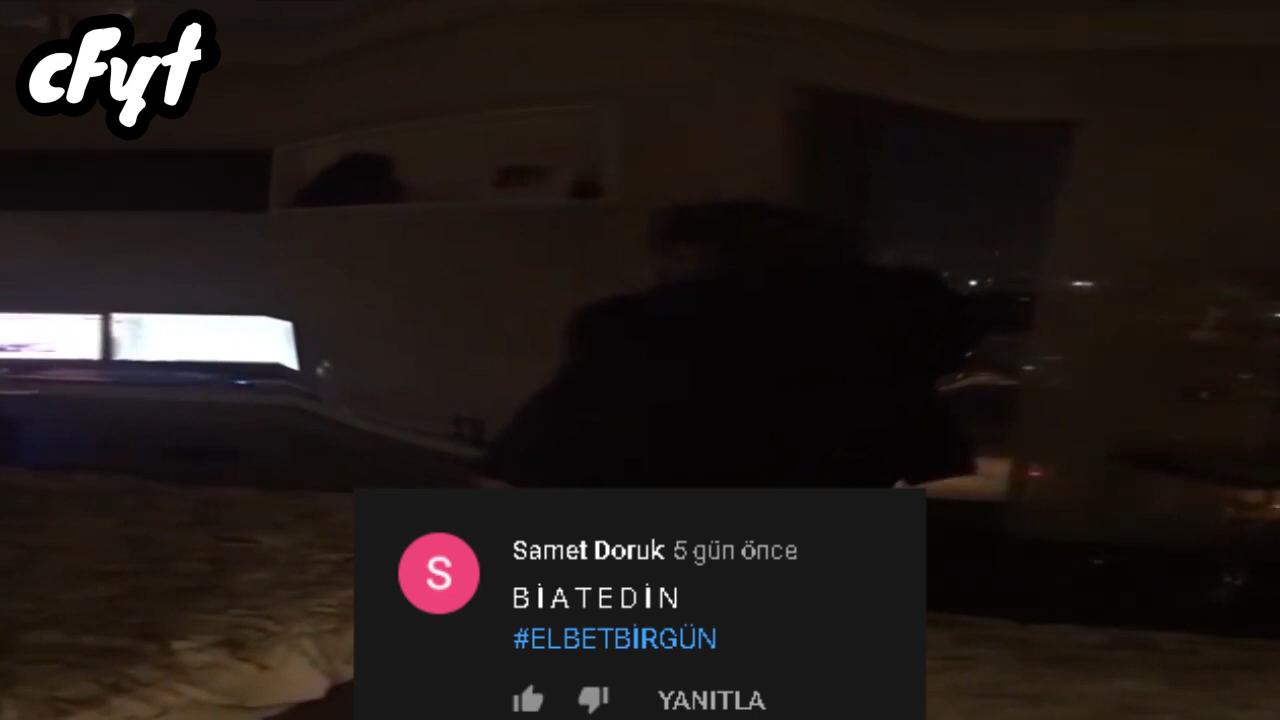 cFyt
Samet Doruk 5 gün önce
B İ A T E D İ N
#ELBETBİRGÜN
YANITLA